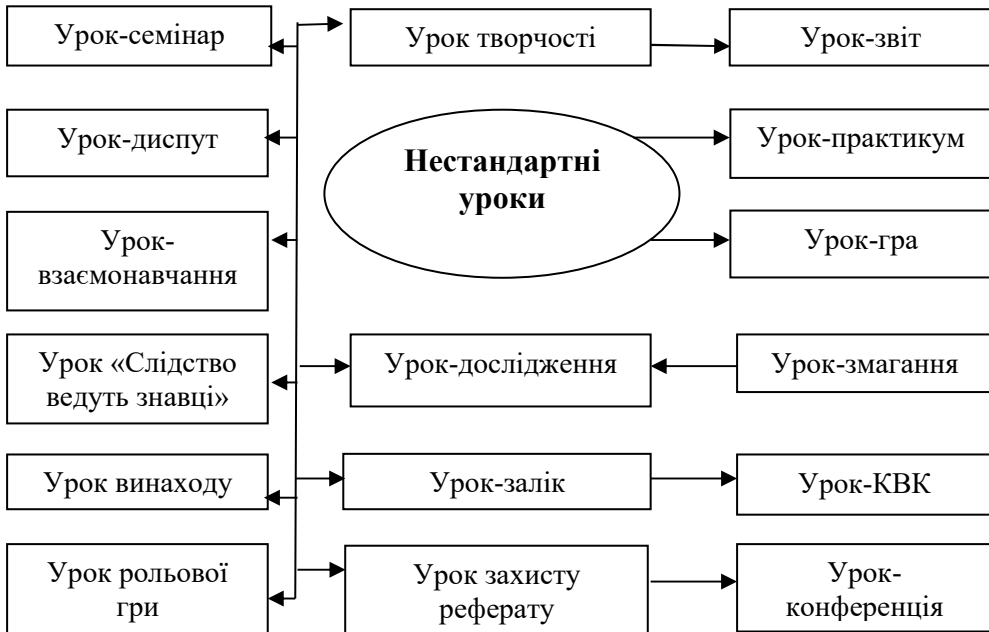 Урок-семінар
Урок творчості
Урок-звіт
Урок-диспут
Нестандартні
уроки
Урок-практикум
Урок-
взаємонавчання
Урок-гра
Урок «Слідство
ведуть знавці»
Урок-дослідження
Урок-змагання
Урок винаходу
Урок-залік
Урок-КВК
Урок рольової
гри
Урок захисту
реферату
Урок-
конференція